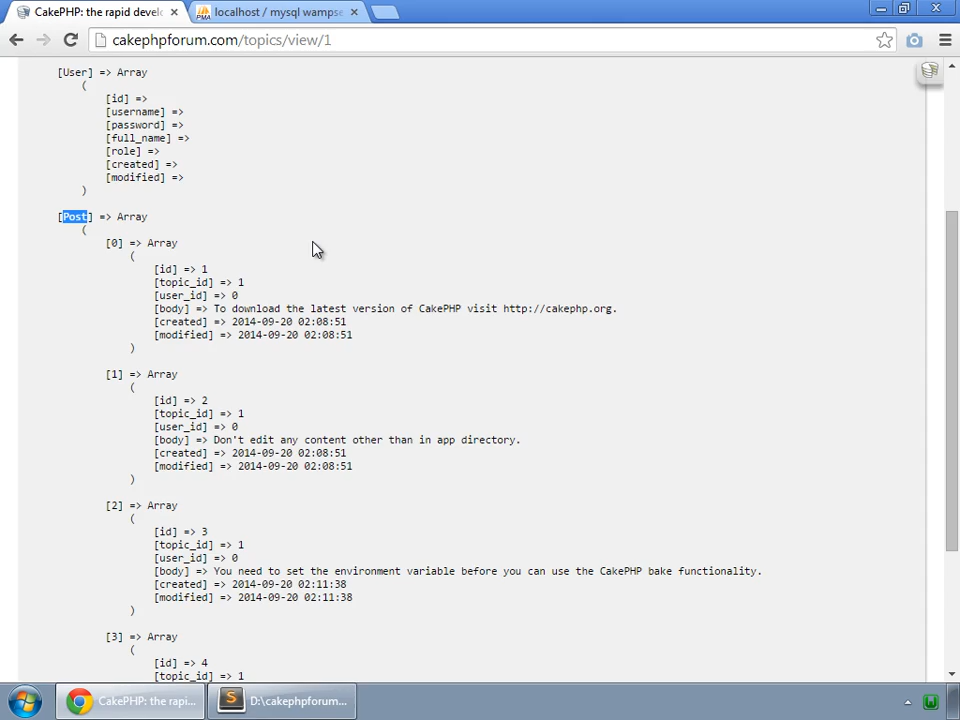 CakePHP: the rapid devel
localhost / mysql wampse
cakephpforum.com/topics/view/1
[User] => Array
(
[id] =>
[username] =>
[password] =>
[full_name] =>
[role] =>
[created] =>
[modified] =>
)
[Post] => Array
(
[0] => Array
(
[id] => 1
[topic_id] => 1
[user_id] => 0
[body] => To download the latest version of CakePHP visit http://cakephp.org.
[created] => 2014-09-20 02:08:51
[modified] => 2014-09-20 02:08:51
)
[1] => Array
(
[id] => 2
[topic_id] => 1
[user_id] => 0
[body] => Don't edit any content other than in app directory.
[created] => 2014-09-20 02:08:51
[modified] => 2014-09-20 02:08:51
)
[2] => Array
(
[id] => 3
[topic_id] => 1
[user_id] => 0
[body] => You need to set the environment variable before you can use the CakePHP bake functionality.
[created] => 2014-09-20 02:11:38
[modified] => 2014-09-20 02:11:38
)
[3] => Array
(
[id] => 4
[topic_id] => 1
CakePHP: the rapi...
D:\cakephpforum...